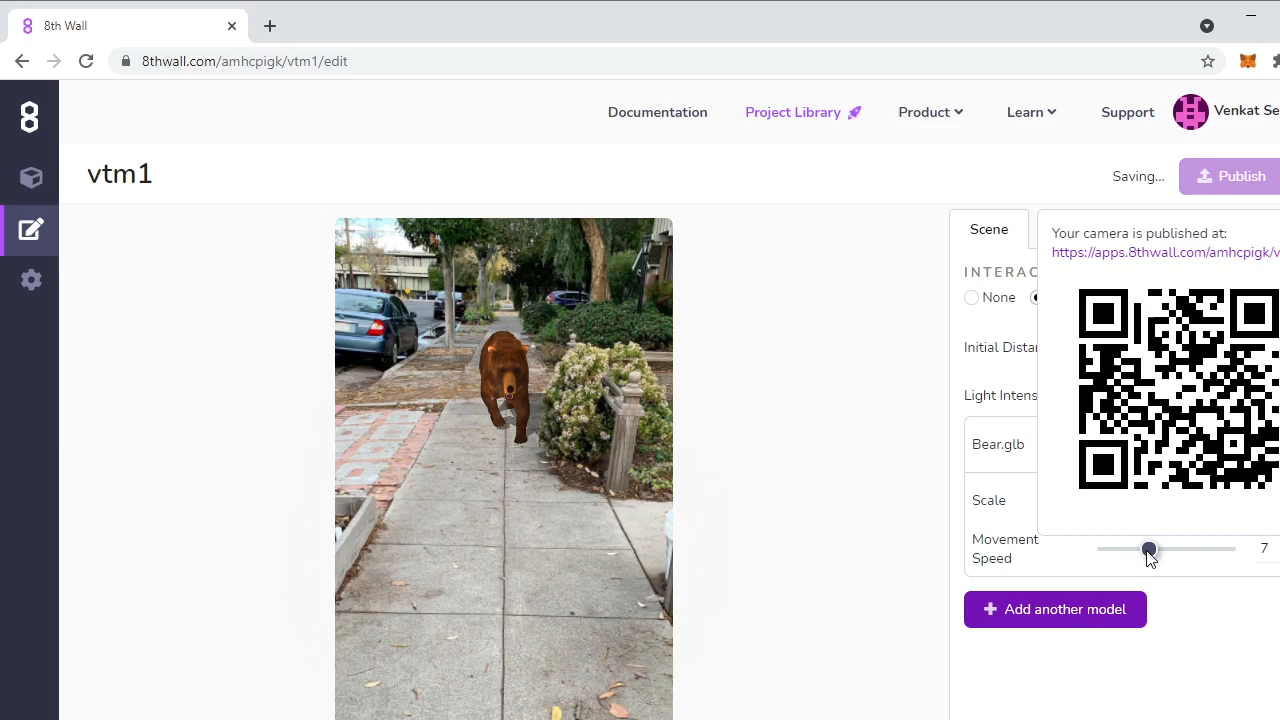 8th Wall
8thwall.com/amhcpigk/vtm1/edit
Documentation
Project Library
Product
Learn
Support
Venkat Se
vtm1
Saving...
Publish
Scene
Your camera is published at:
https://apps.8thwall.com/amhcpigk/v
INTERAC
None
Initial Distan
Light Intens
Bear.glb
Scale
Movement
Speed
7
Add another model